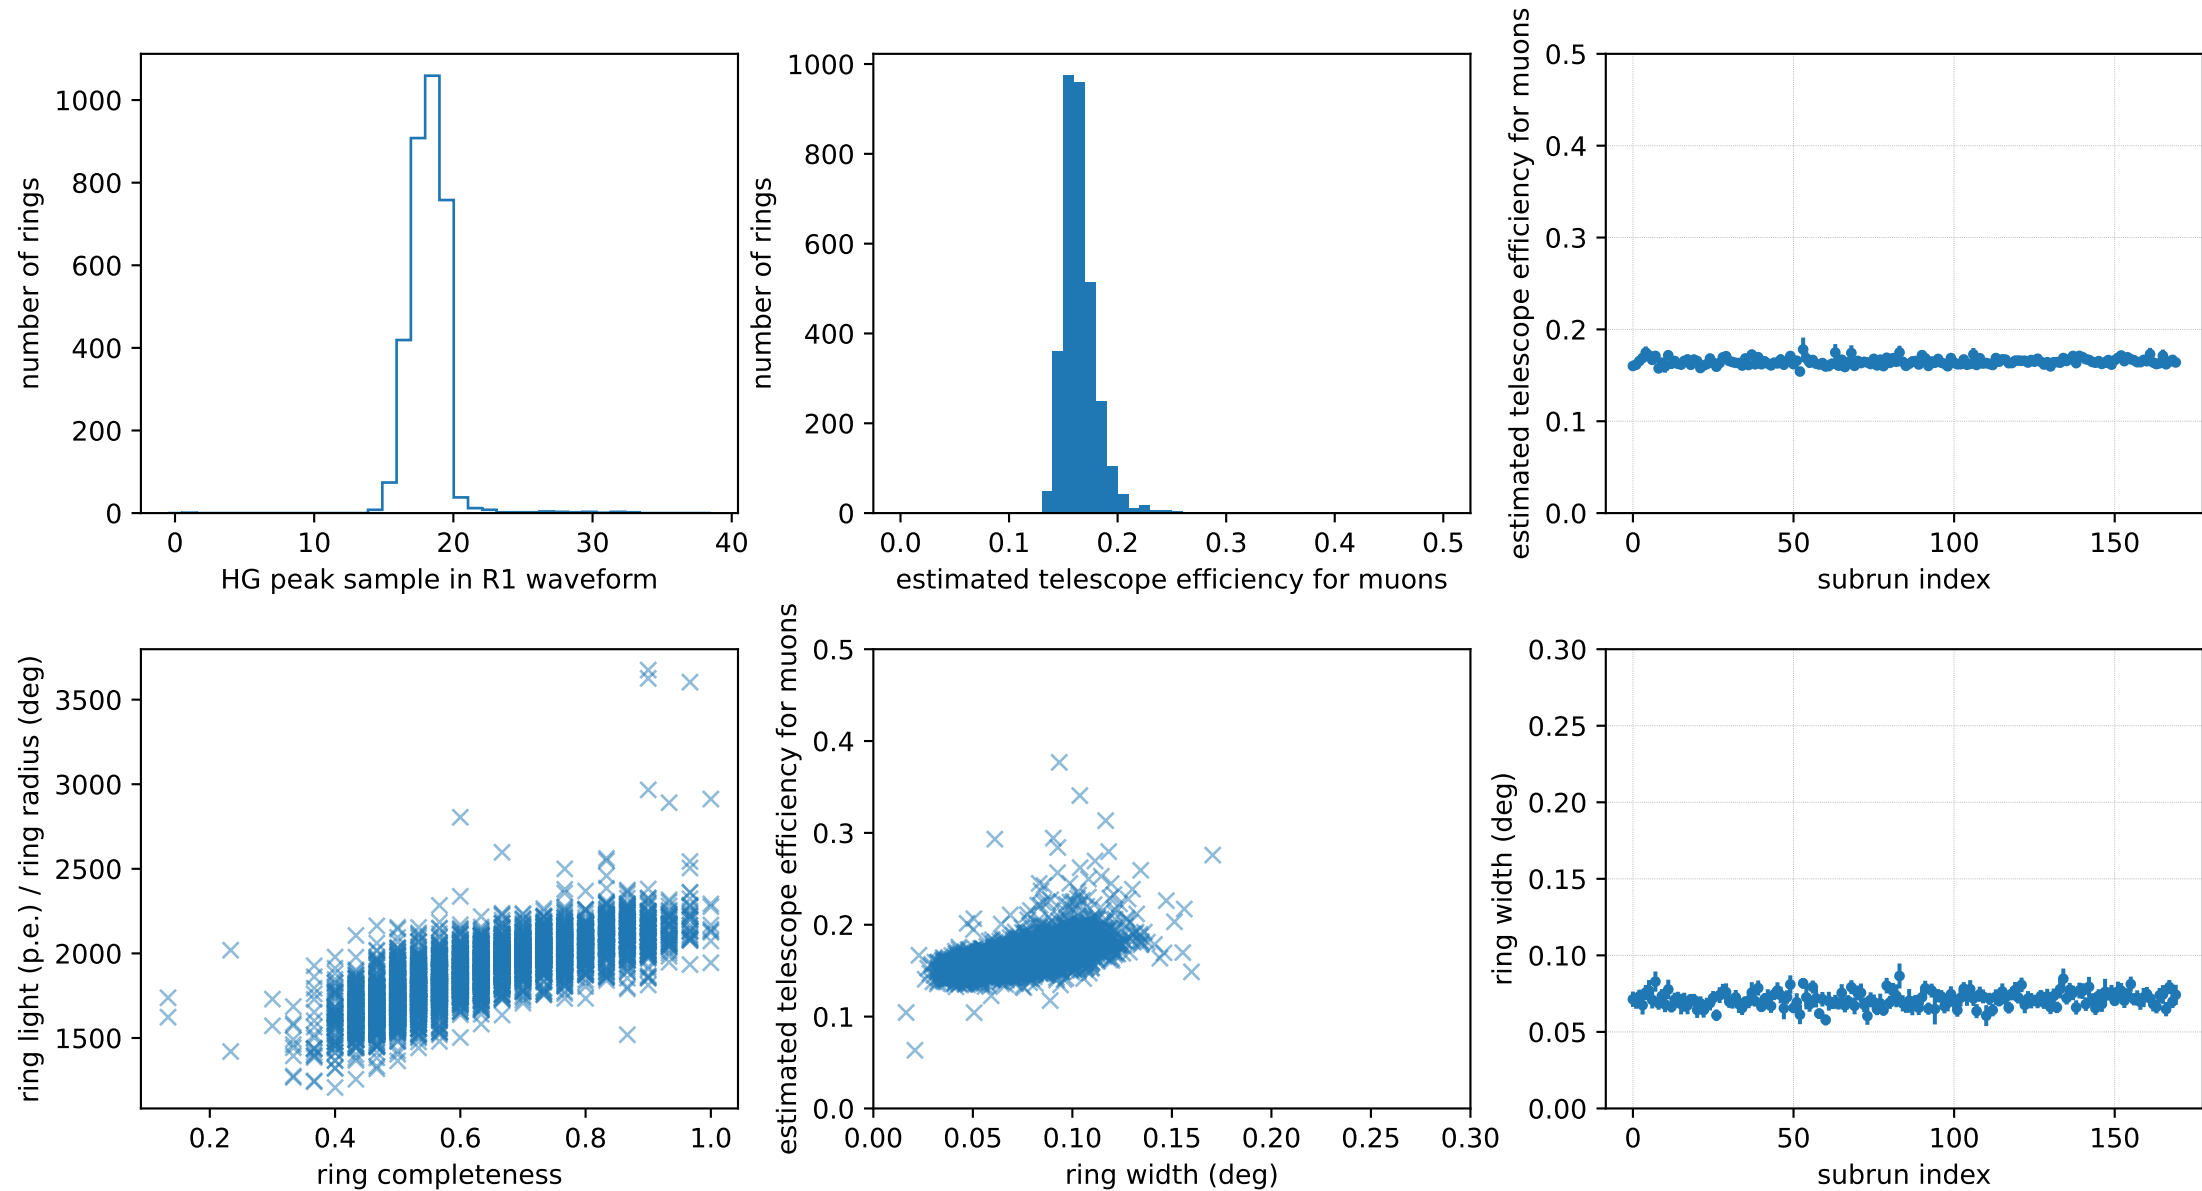 number of rings
1000
800
600
400
200
0
0 10 20 30 40
HG peak sample in R1 waveform
number of rings
1000
800
600
400
200
0
0.0 0.1 0.2 0.3 0.4 0.5
estimated telescope efficiency for muons
estimated telescope efficiency for muons
0.5
0.4
0.3
0.2
0.1
0.0
0 50 100 150
subrun index
ring light (p.e.) / ring radius (deg)
3500
3000
2500
2000
1500
0.2 0.4 0.6 0.8 1.0
ring completeness
estimated telescope efficiency for muons
0.5
0.4
0.3
0.2
0.1
0.0
0.00 0.05 0.10 0.15 0.20 0.25 0.30
ring width (deg)
ring width (deg)
0.30
0.25
0.20
0.15
0.10
0.05
0.00
0 50 100 150
subrun index